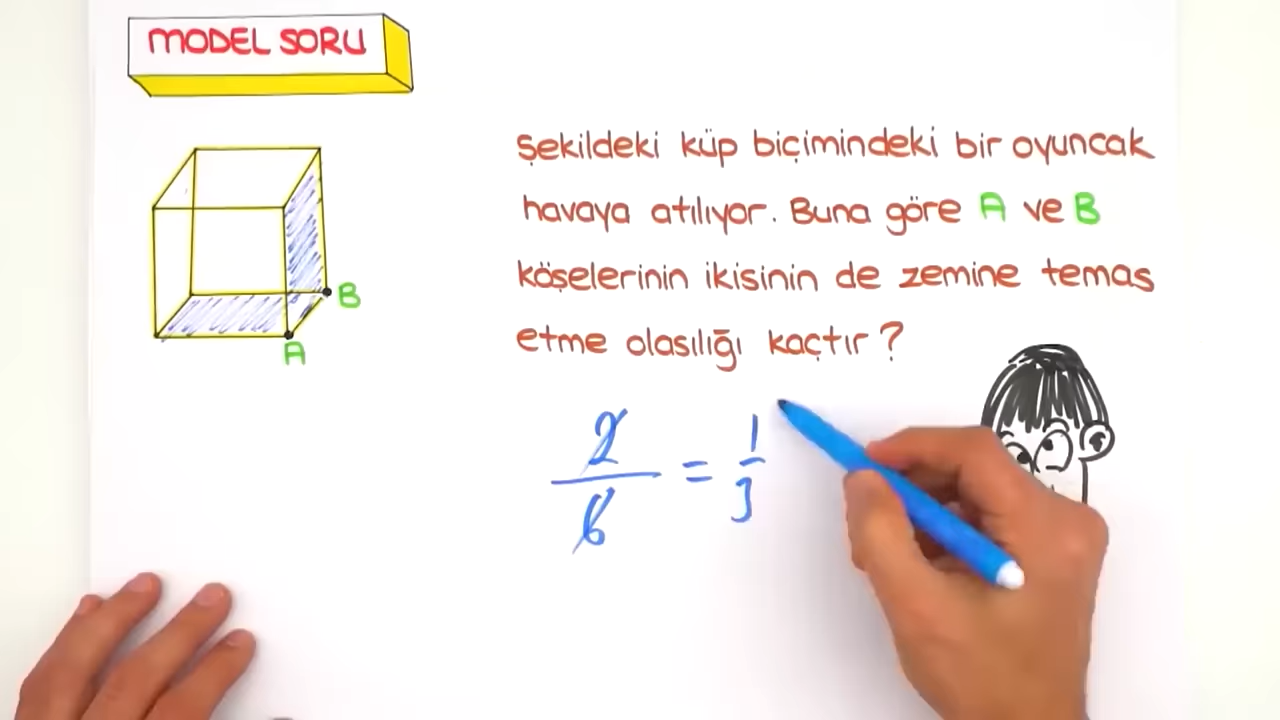 MODEL SORU
Şekildeki küp biçimindeki bir oyuncak
havaya atılıyor. Buna göre A ve B
köşelerinin ikisinin de zemine temas
etme olasılığı kaçtır ?
B
A
2/6 = 1/3